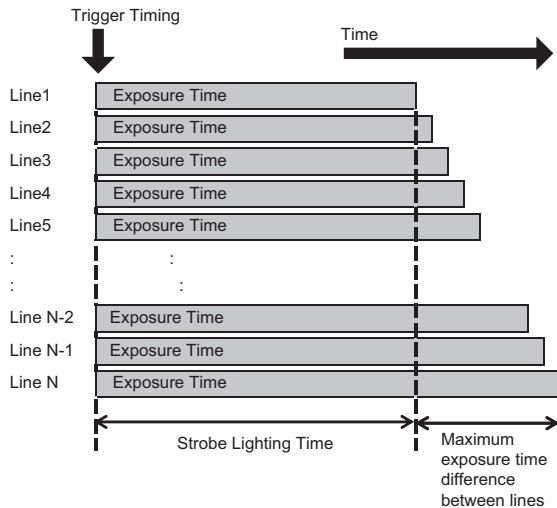 Trigger Timing
Time
Line1 Exposure Time
Line2 Exposure Time
Line3 Exposure Time
Line4 Exposure Time
Line5 Exposure Time
: :
: :
Line N-2 Exposure Time
Line N-1 Exposure Time
Line N Exposure Time
Strobe Lighting Time
Maximum
exposure time
difference
between lines